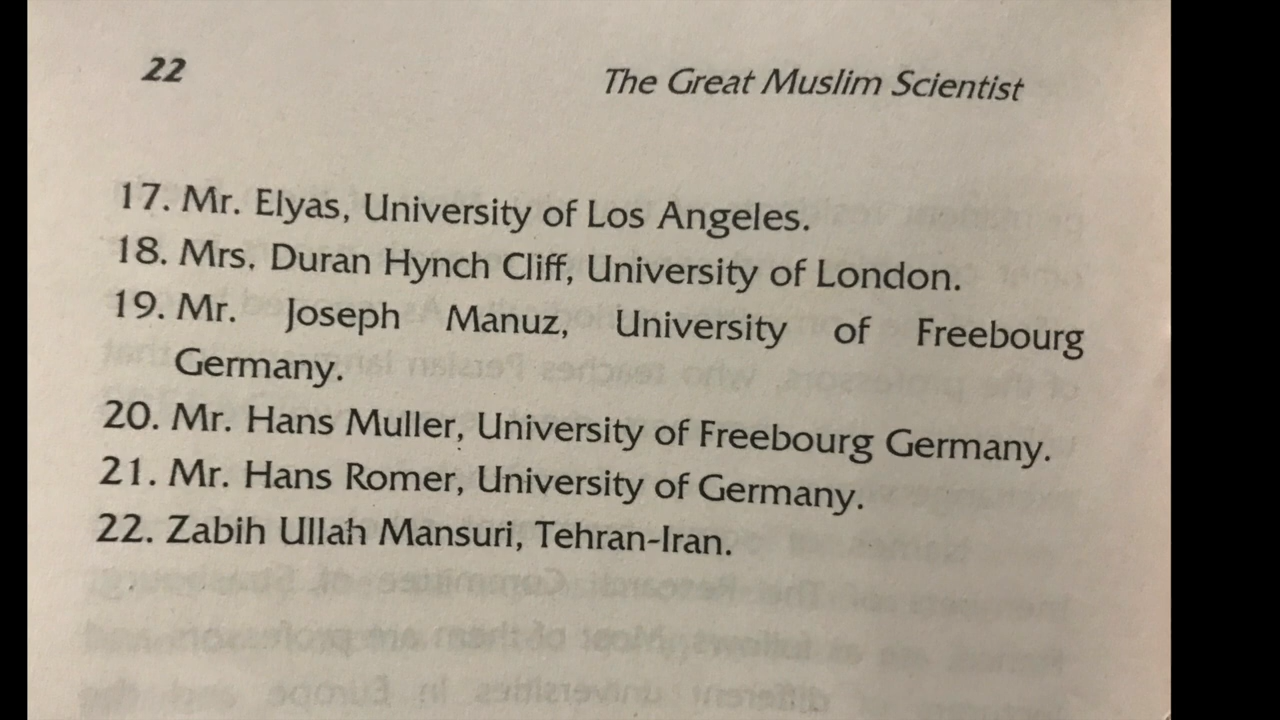 22
The Great Muslim Scientist
17. Mr. Elyas, University of Los Angeles.
18. Mrs. Duran Hynch Cliff, University of London.
19. Mr. Joseph Manuz, University of Freebourg
Germany.
20. Mr. Hans Muller, University of Freebourg Germany.
21. Mr. Hans Romer, University of Germany.
22. Zabih Ullah Mansuri, Tehran-Iran.